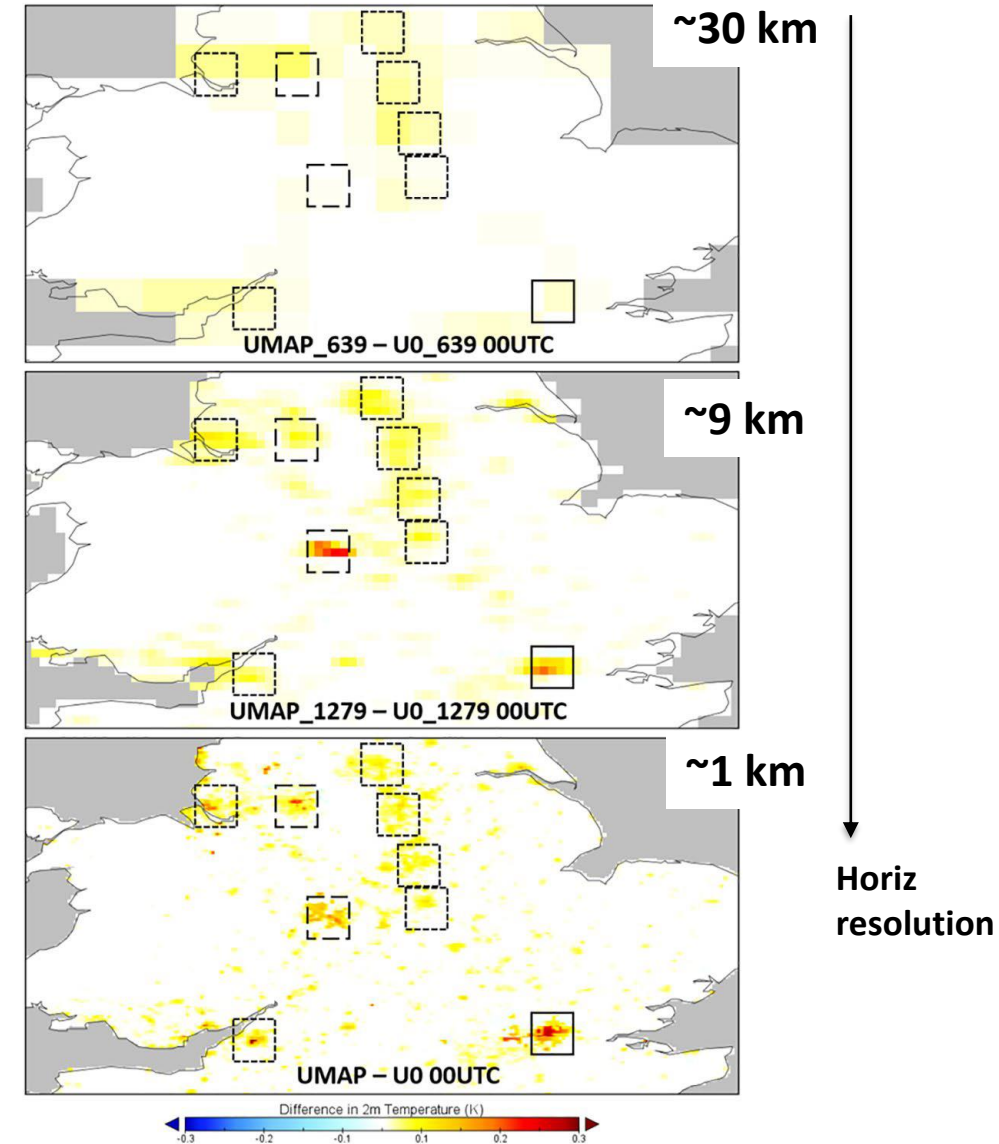 ~30 km
UMAP_639 – U0_639 00UTC
~9 km
UMAP_1279 – U0_1279 00UTC
~1 km
Horiz
resolution
UMAP – U0 00UTC
Difference in 2m Temperature (K)
-0.3 -0.2 -0.1 0.1 0.2 0.3